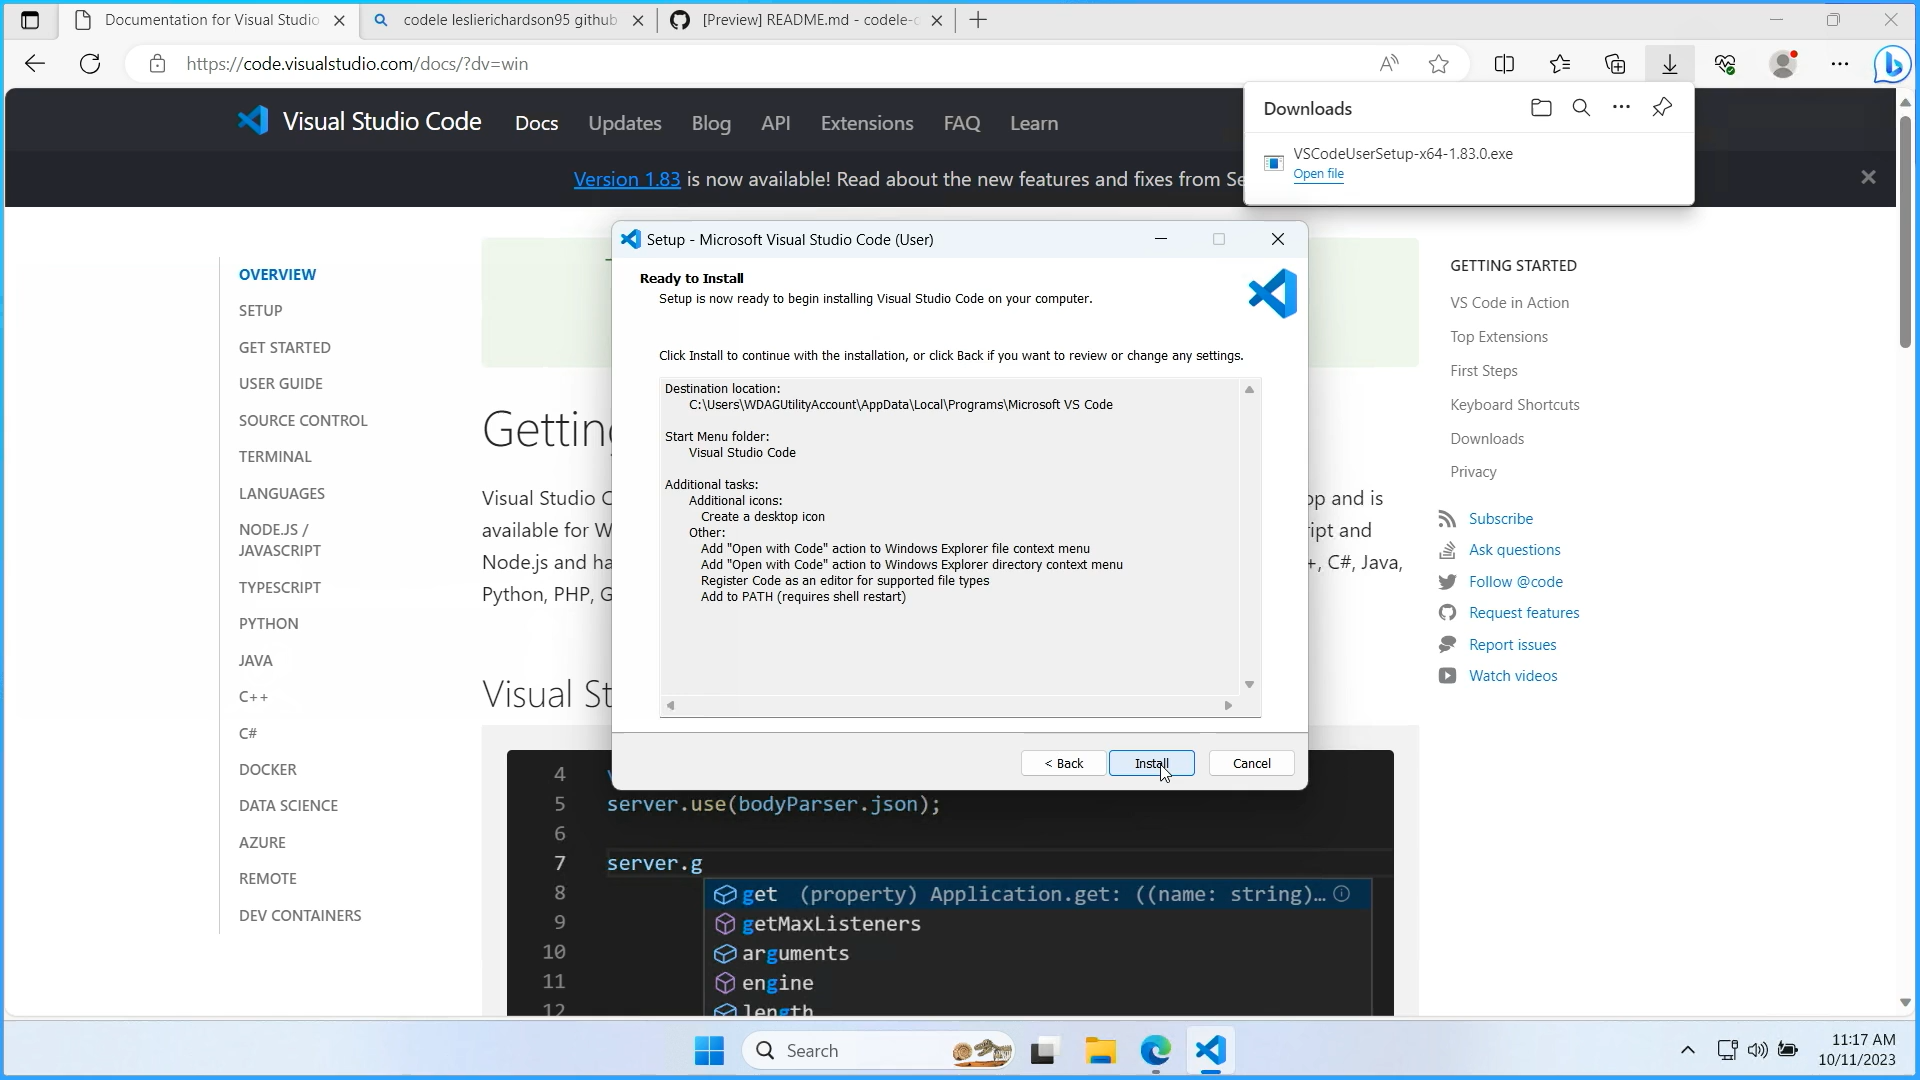 Documentation for Visual Studio
codele leslierichardson95 github
[Preview] README.md - codele-
https://code.visualstudio.com/docs/?dv=win
Downloads
VSCodeUserSetup-x64-1.83.0.exe
Open file
Visual Studio Code
Docs
Updates
Blog
API
Extensions
FAQ
Learn
Version 1.83 is now available! Read about the new features and fixes from Se
Setup - Microsoft Visual Studio Code (User)
Ready to Install
Setup is now ready to begin installing Visual Studio Code on your computer.
Click Install to continue with the installation, or click Back if you want to review or change any settings.
Destination location:
C:\Users\WDAGUtilityAccount\AppData\Local\Programs\Microsoft VS Code
Start Menu folder:
Visual Studio Code
Additional tasks:
Additional icons:
Create a desktop icon
Other:
Add "Open with Code" action to Windows Explorer file context menu
Add "Open with Code" action to Windows Explorer directory context menu
Register Code as an editor for supported file types
Add to PATH (requires shell restart)
< Back
Install
Cancel
OVERVIEW
SETUP
GET STARTED
USER GUIDE
SOURCE CONTROL
TERMINAL
LANGUAGES
NODE.JS /
JAVASCRIPT
TYPESCRIPT
PYTHON
JAVA
C++
C#
DOCKER
DATA SCIENCE
AZURE
REMOTE
DEV CONTAINERS
Getting
Visual Studio C
op and is
available for W
ript and
Node.js and ha
+, C#, Java,
Python, PHP, G
Visual St
4
5 server.use(bodyParser.json);
6
7 server.g
8 get (property) Application.get: ((name: string)…
9 getMaxListeners
10 arguments
11 engine
12 length
GETTING STARTED
VS Code in Action
Top Extensions
First Steps
Keyboard Shortcuts
Downloads
Privacy
Subscribe
Ask questions
Follow @code
Request features
Report issues
Watch videos
Search
11:17 AM
10/11/2023